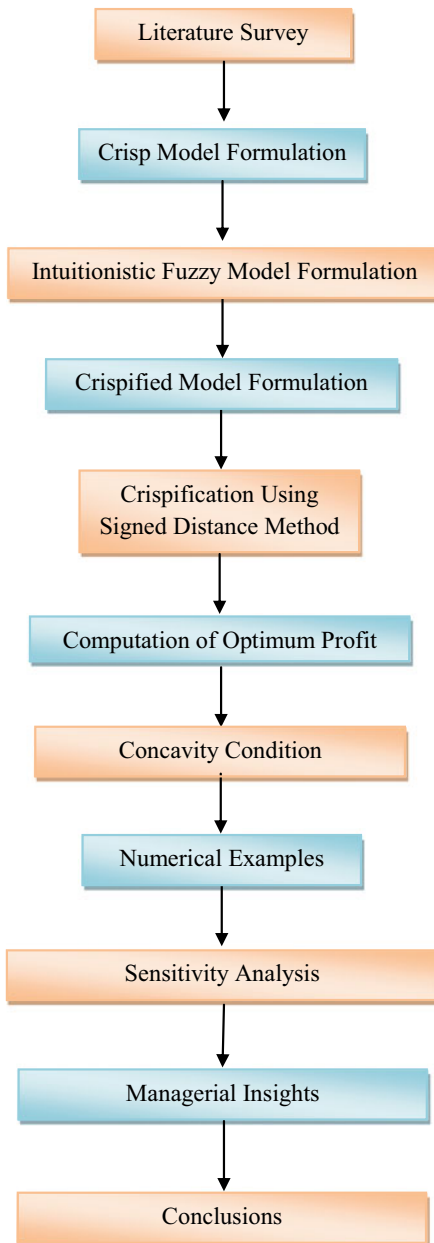 Literature Survey
Crisp Model Formulation
Intuitionistic Fuzzy Model Formulation
Crispified Model Formulation
Crispification Using
Signed Distance Method
Computation of Optimum Profit
Concavity Condition
Numerical Examples
Sensitivity Analysis
Managerial Insights
Conclusions